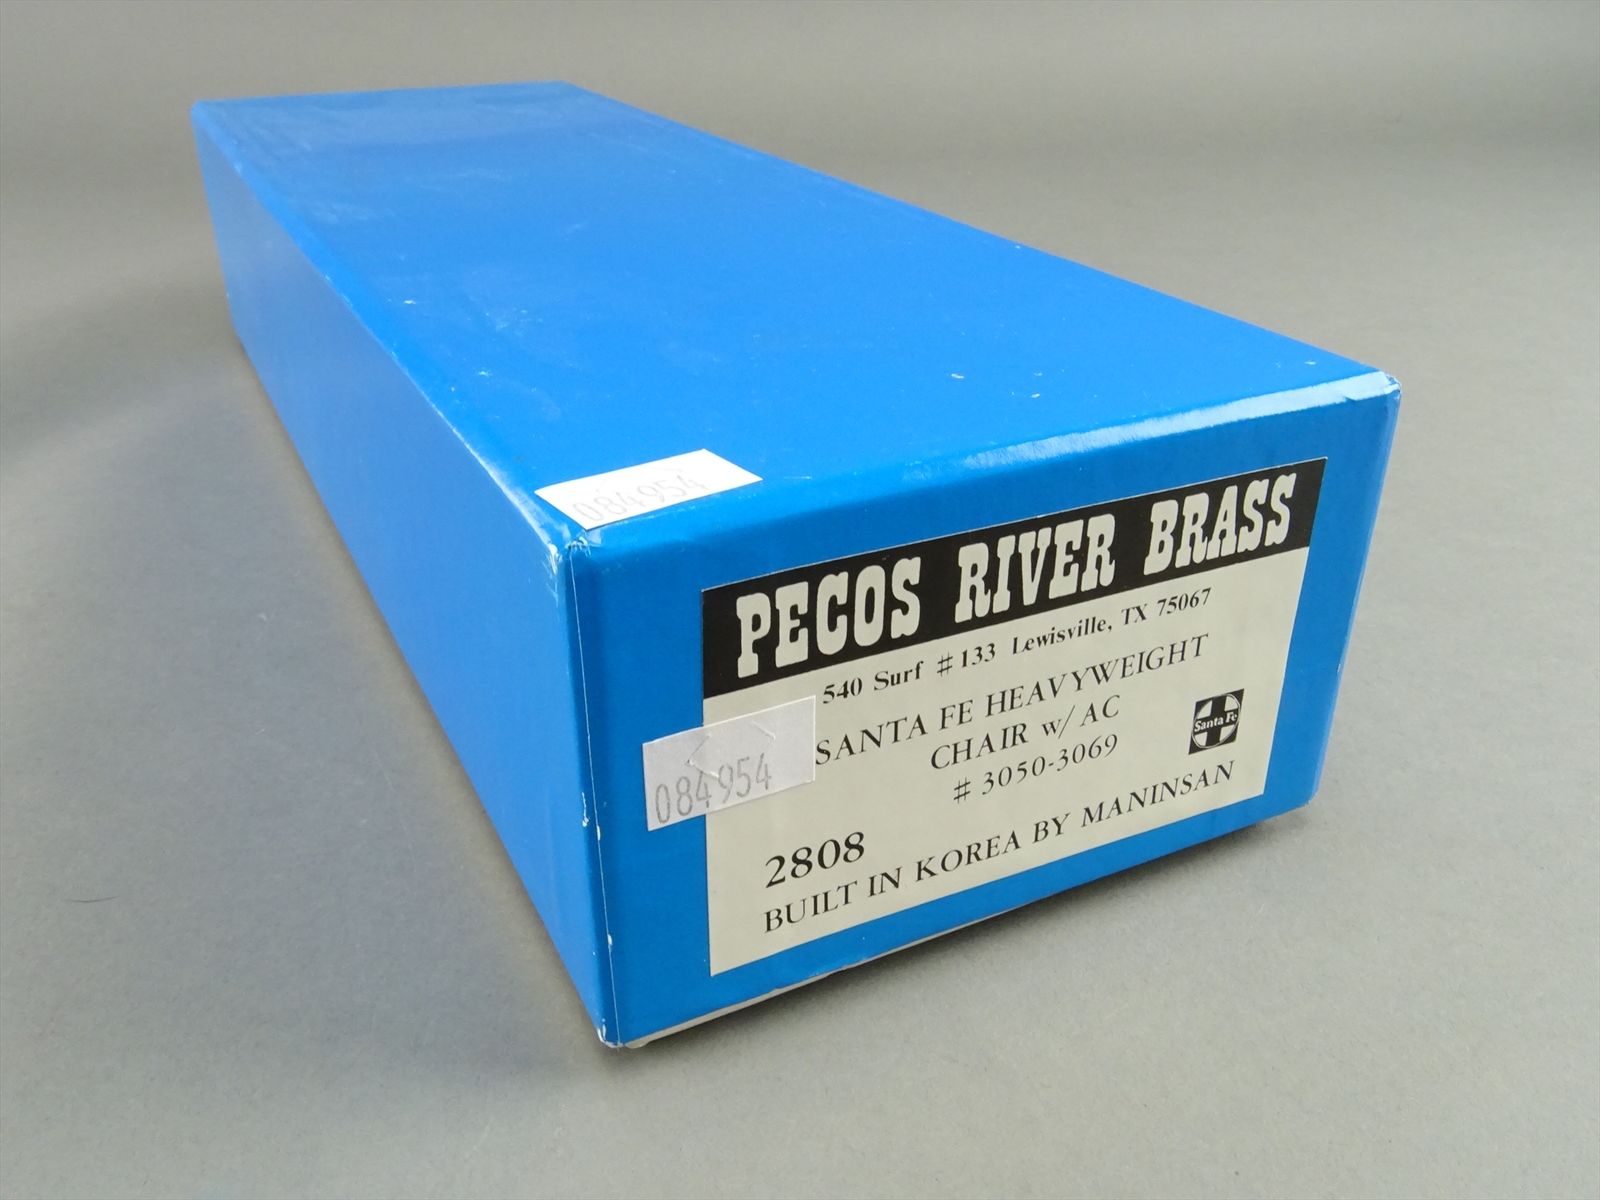 084954
PECOS RIVER BRASS
540 Surf # 133 Lewisville, TX 75067
SANTA FE HEAVYWEIGHT
CHAIR w/ AC
# 3050-3069
Santa Fe
084954
2808
BUILT IN KOREA BY MANINSAN